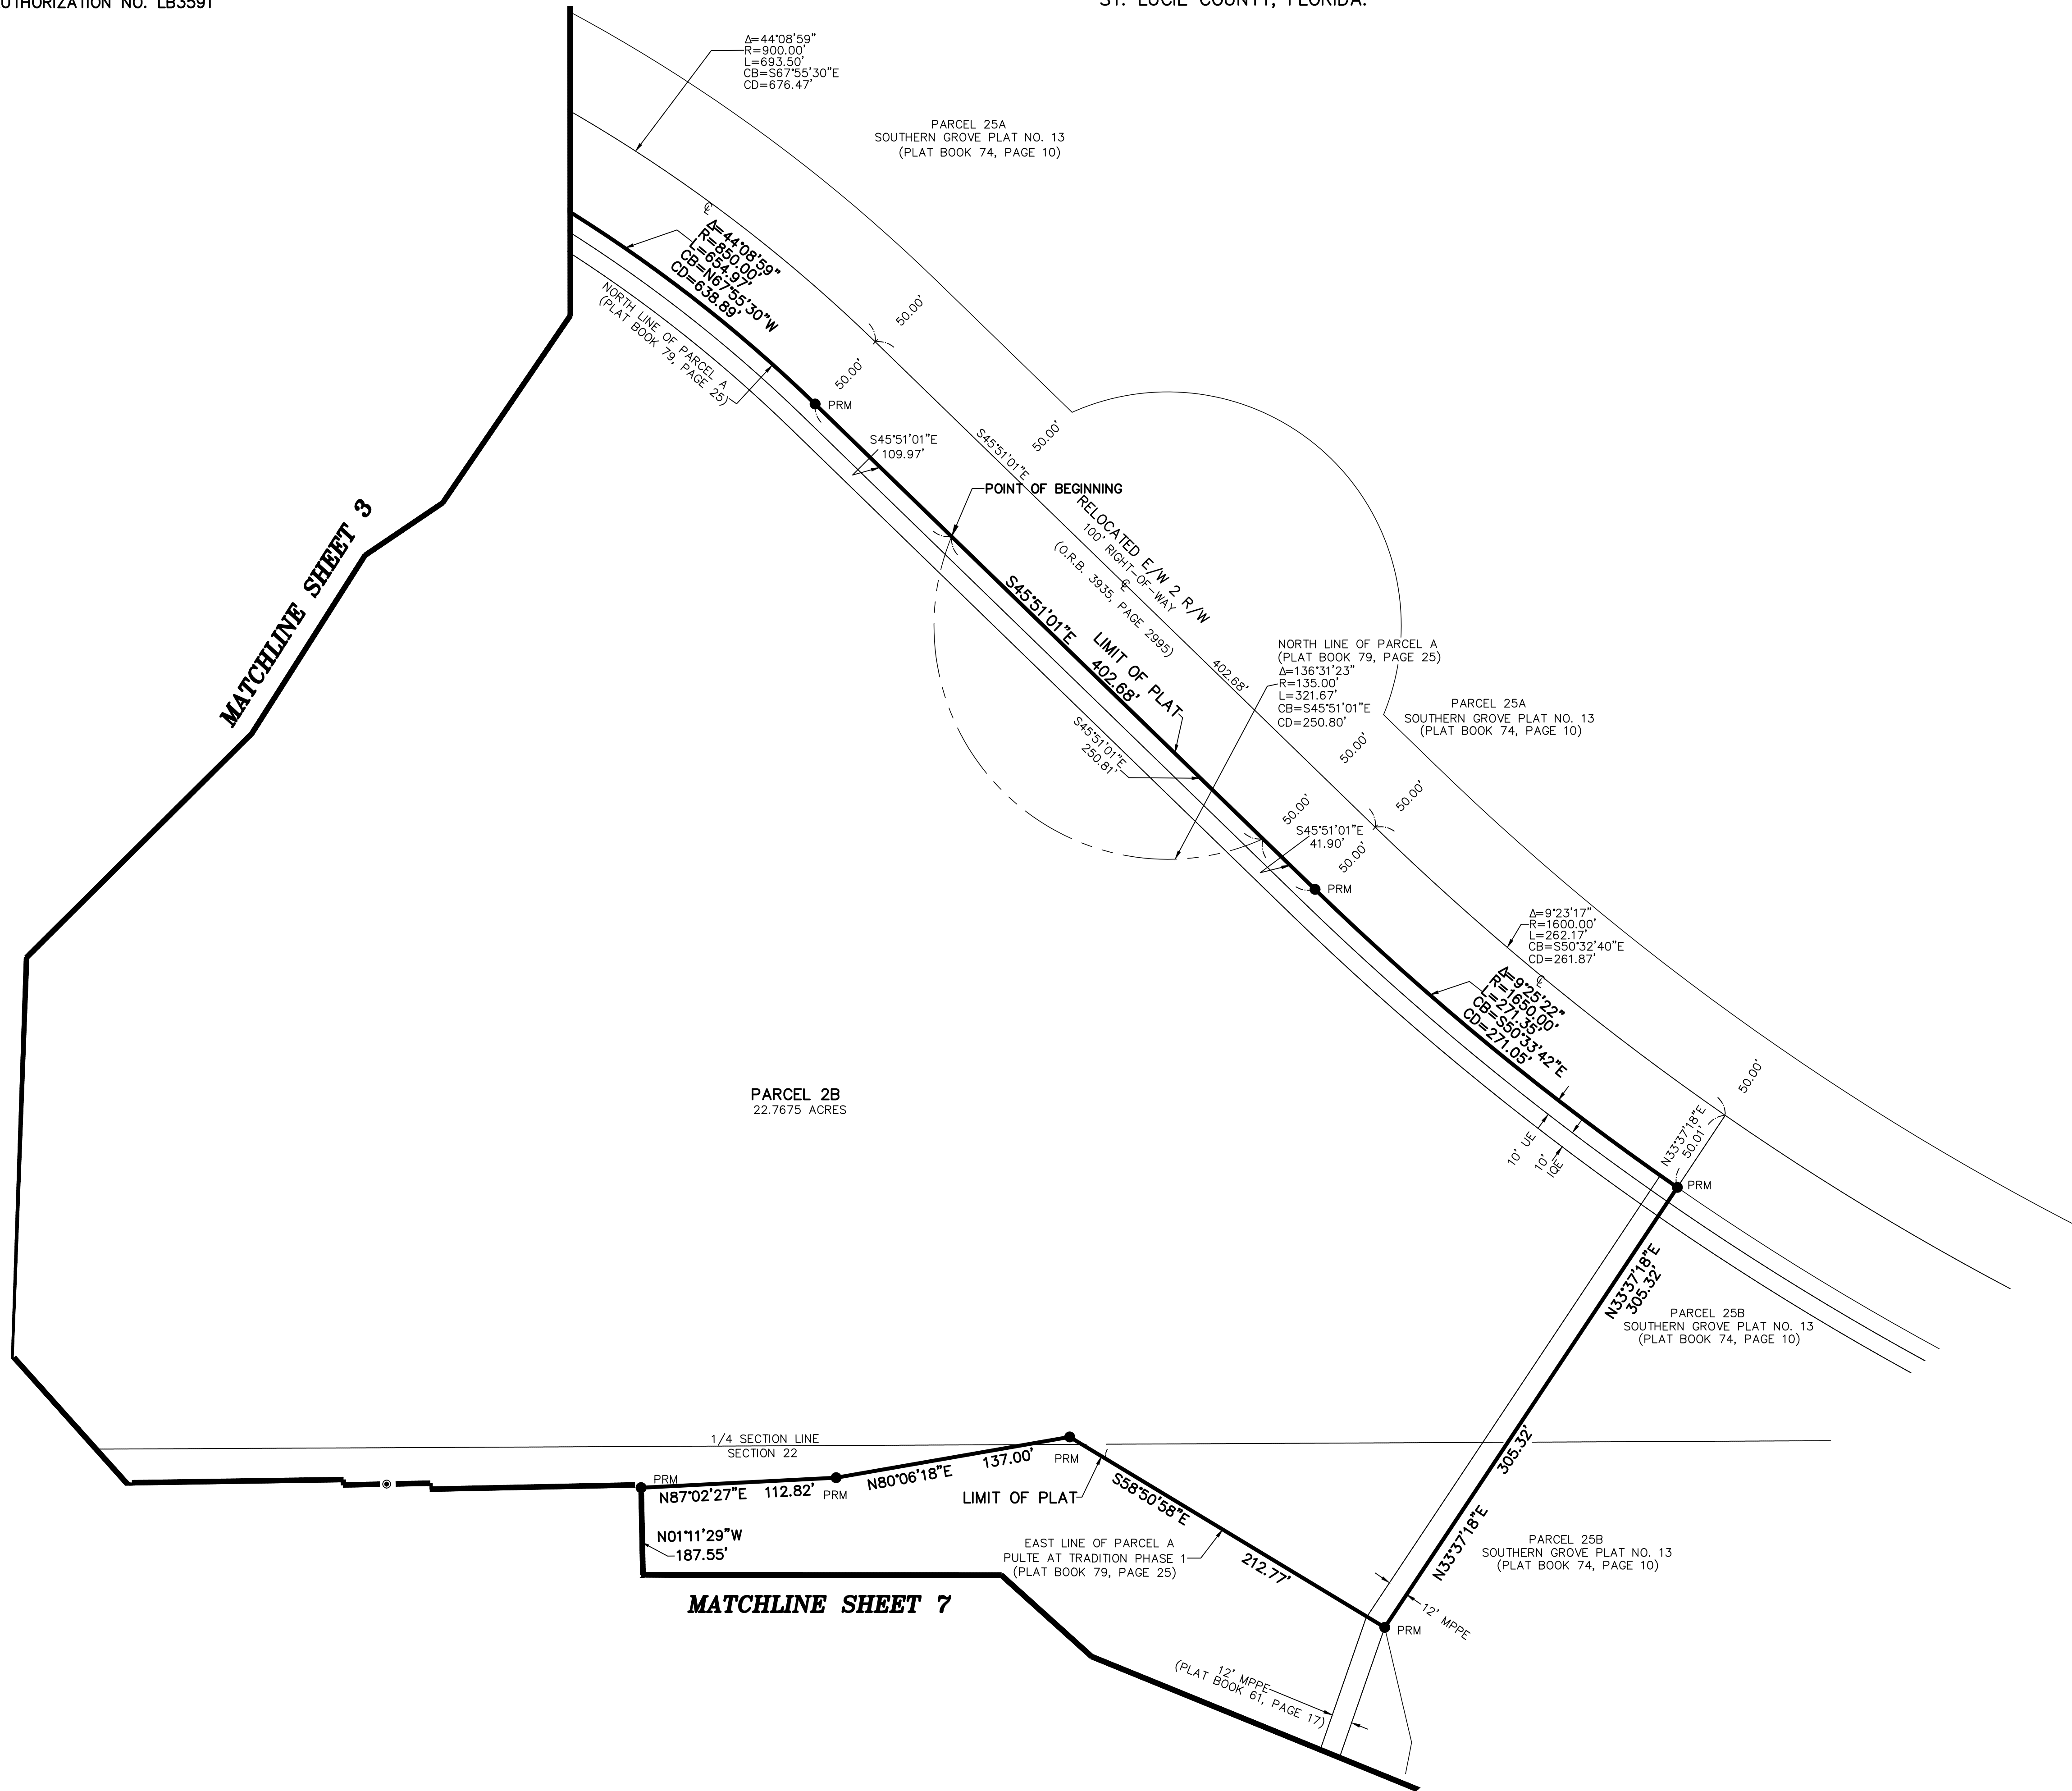 UTHORIZATION NO. LB3591
ST. LUCIE COUNTY, FLORIDA.
Δ=44°08'59"
R=900.00'
L=693.50'
CB=S67°55'30"E
CD=676.47'
PARCEL 25A
SOUTHERN GROVE PLAT NO. 13
(PLAT BOOK 74, PAGE 10)
℄
Δ=44°08'59"
R=850.00'
L=654.97'
CB=N67°55'30"W
CD=638.89'
NORTH LINE OF PARCEL A
(PLAT BOOK 79, PAGE 25)
50.00'
50.00'
PRM
S45°51'01"E
109.97'
S45°51'01"E
50.00'
POINT OF BEGINNING
RELOCATED E/W 2 R/W
100' RIGHT-OF-WAY
℄
(O.R.B. 3935, PAGE 2995)
MATCHLINE SHEET 3
S45°51'01"E
402.68'
LIMIT OF PLAT
402.68'
NORTH LINE OF PARCEL A
(PLAT BOOK 79, PAGE 25)
Δ=136°31'23"
R=135.00'
L=321.67'
CB=S45°51'01"E
CD=250.80'
PARCEL 25A
SOUTHERN GROVE PLAT NO. 13
(PLAT BOOK 74, PAGE 10)
S45°51'01"E
250.81'
50.00'
50.00'
50.00'
S45°51'01"E
41.90'
50.00'
PRM
Δ=9°23'17"
R=1600.00'
L=262.17'
CB=S50°32'40"E
CD=261.87'
℄
Δ=9°25'22"
R=1650.00'
L=271.35'
CB=S50°33'42"E
CD=271.05'
PARCEL 2B
22.7675 ACRES
50.00'
N33°37'18"E
50.01'
10' UE
10'
IQE
PRM
N33°37'18"E
305.32'
PARCEL 25B
SOUTHERN GROVE PLAT NO. 13
(PLAT BOOK 74, PAGE 10)
1/4 SECTION LINE
SECTION 22
PRM
N87°02'27"E 112.82'
PRM
N80°06'18"E 137.00'
PRM
LIMIT OF PLAT
S58°50'58"E
212.77'
305.32'
N33°37'18"E
N01°11'29"W
187.55'
EAST LINE OF PARCEL A
PULTE AT TRADITION PHASE 1
(PLAT BOOK 79, PAGE 25)
PARCEL 25B
SOUTHERN GROVE PLAT NO. 13
(PLAT BOOK 74, PAGE 10)
MATCHLINE SHEET 7
12' MPPE
PRM
12' MPPE
(PLAT BOOK 61, PAGE 17)